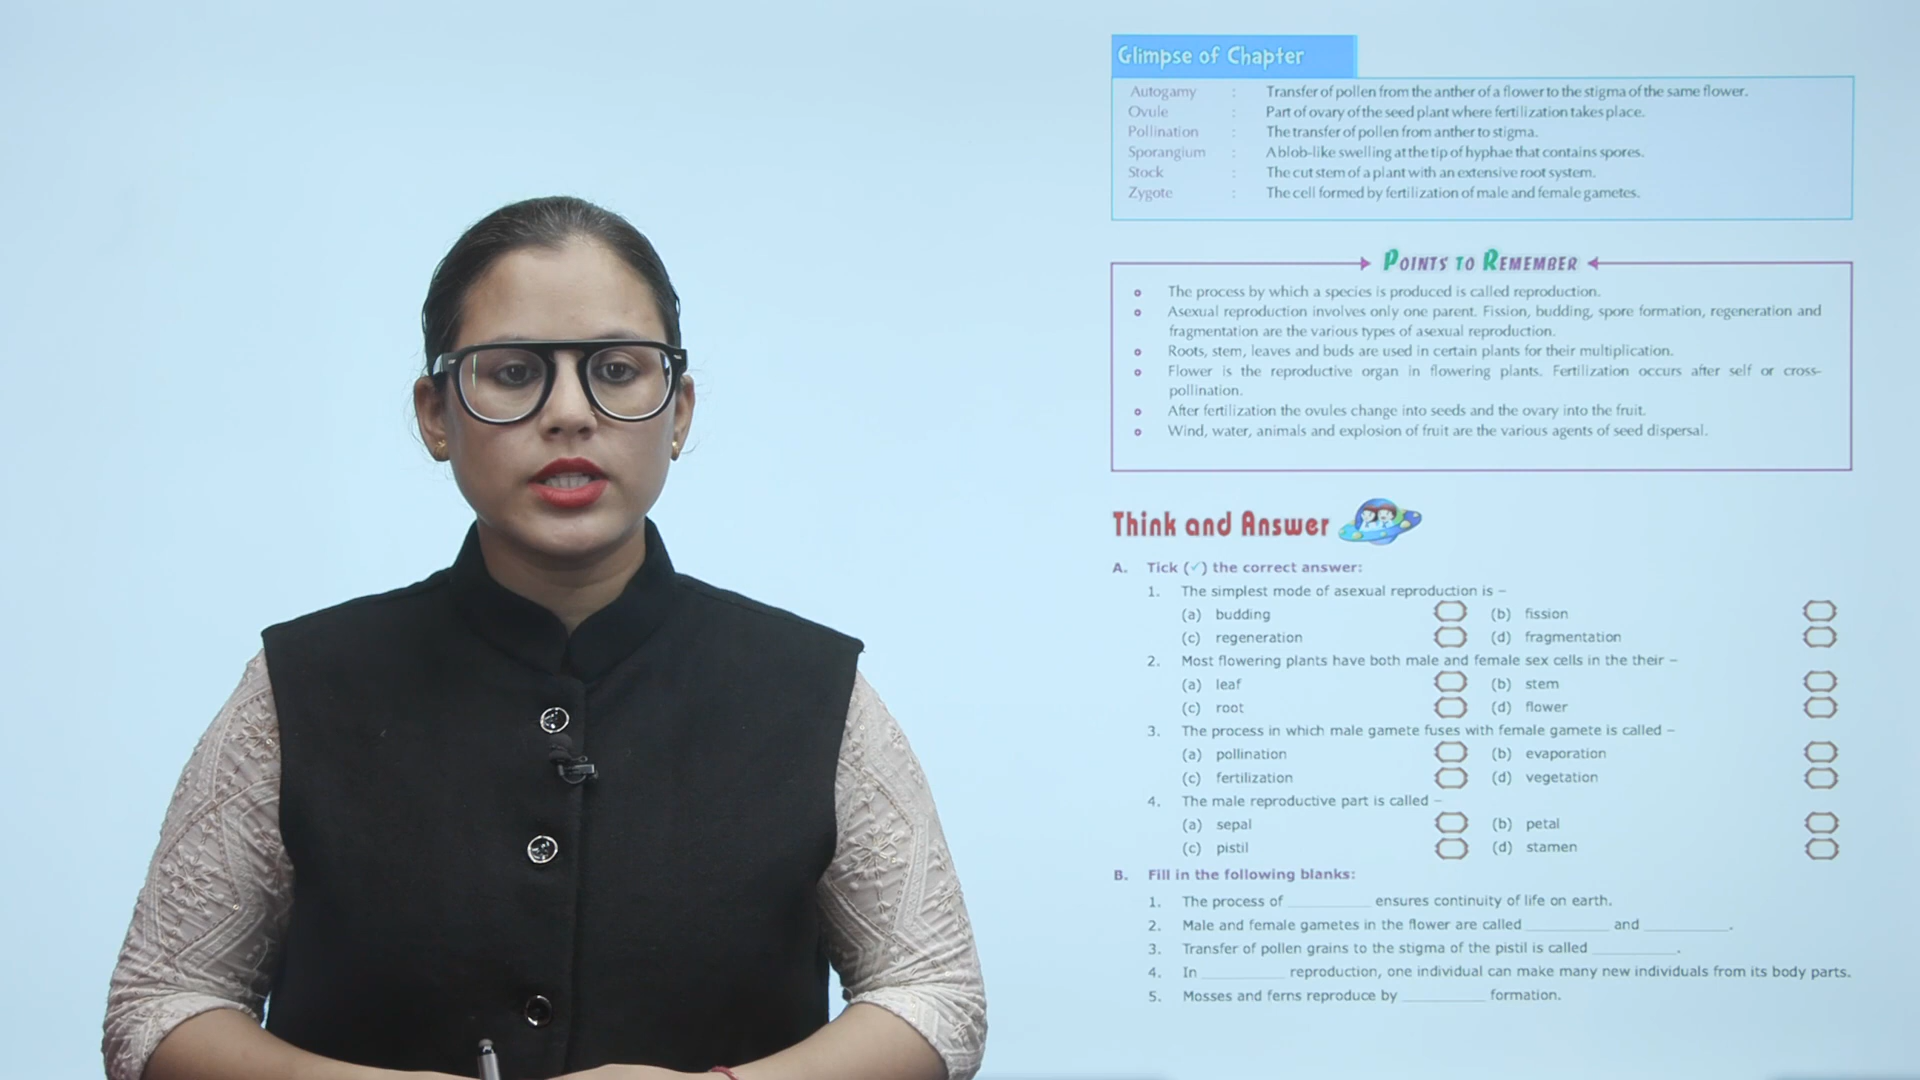 Glimpse of Chapter
Autogamy : Transfer of pollen from the anther of a flower to the stigma of the same flower.
Ovule : Part of ovary of the seed plant where fertilization takes place.
Pollination : The transfer of pollen from anther to stigma.
Sporangium : A blob-like swelling at the tip of hyphae that contains spores.
Stock : The cut stem of a plant with an extensive root system.
Zygote : The cell formed by fertilization of male and female gametes.
POINTS TO REMEMBER
The process by which a species is produced is called reproduction.
Asexual reproduction involves only one parent. Fission, budding, spore formation, regeneration and
fragmentation are the various types of asexual reproduction.
Roots, stem, leaves and buds are used in certain plants for their multiplication.
Flower is the reproductive organ in flowering plants. Fertilization occurs after self or cross-
pollination.
After fertilization the ovules change into seeds and the ovary into the fruit.
Wind, water, animals and explosion of fruit are the various agents of seed dispersal.
Think and Answer
A. Tick (✓) the correct answer:
1. The simplest mode of asexual reproduction is –
(a) budding (b) fission
(c) regeneration (d) fragmentation
2. Most flowering plants have both male and female sex cells in the their –
(a) leaf (b) stem
(c) root (d) flower
3. The process in which male gamete fuses with female gamete is called –
(a) pollination (b) evaporation
(c) fertilization (d) vegetation
4. The male reproductive part is called –
(a) sepal (b) petal
(c) pistil (d) stamen
B. Fill in the following blanks:
1. The process of __________ ensures continuity of life on earth.
2. Male and female gametes in the flower are called __________ and __________.
3. Transfer of pollen grains to the stigma of the pistil is called __________.
4. In __________ reproduction, one individual can make many new individuals from its body parts.
5. Mosses and ferns reproduce by __________ formation.